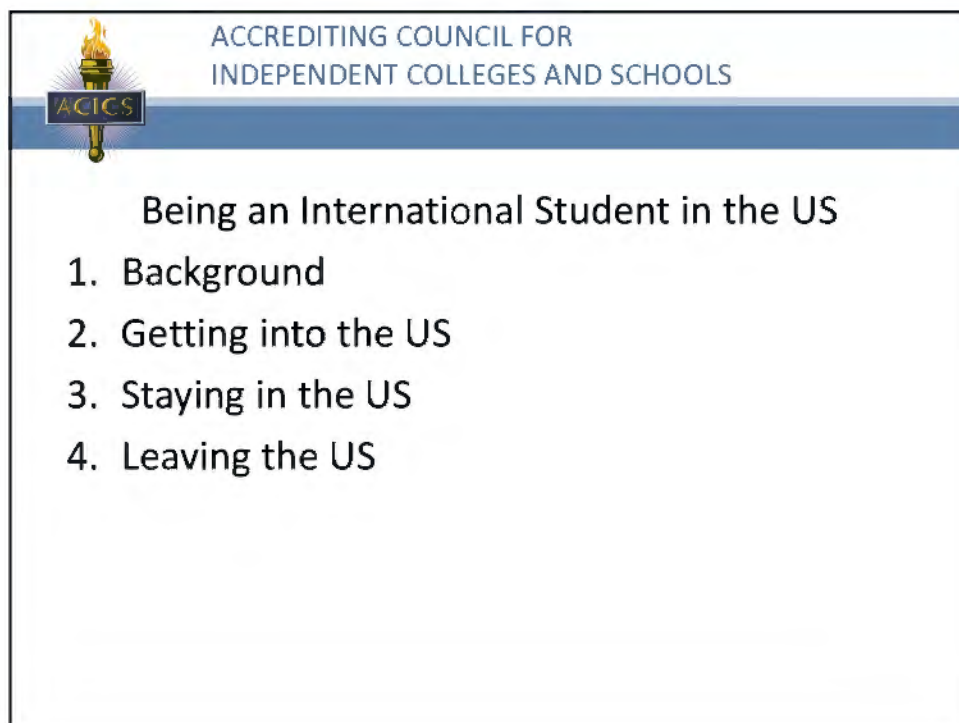 ACCREDITING COUNCIL FOR
INDEPENDENT COLLEGES AND SCHOOLS
ACICS
Being an International Student in the US
1. Background
2. Getting into the US
3. Staying in the US
4. Leaving the US